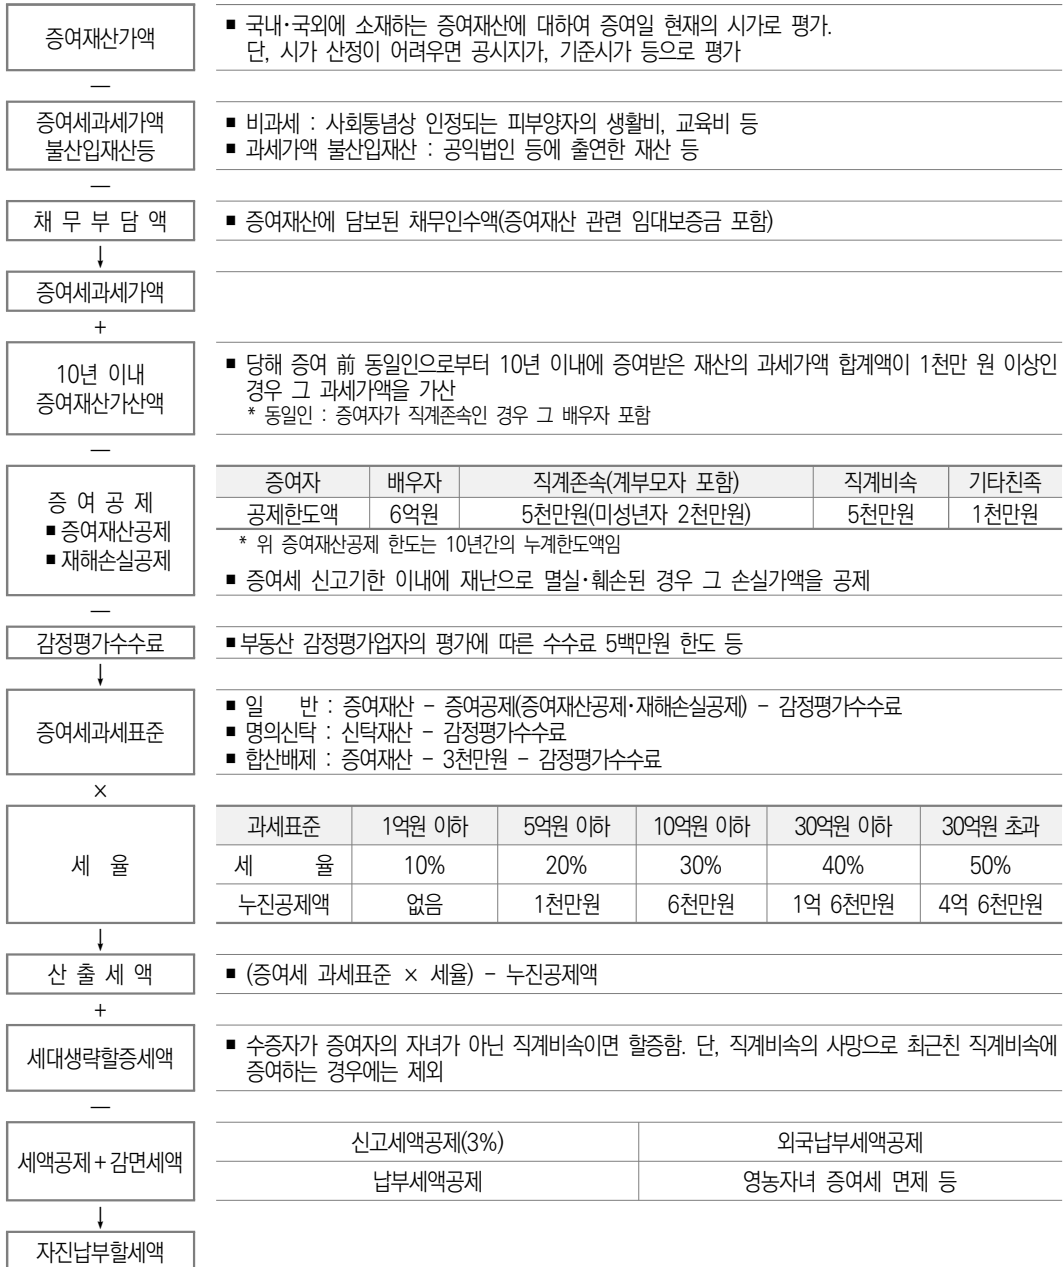 증여재산가액
■ 국내·국외에 소재하는 증여재산에 대하여 증여일 현재의 시가로 평가.
단, 시가 산정이 어려우면 공시지가, 기준시가 등으로 평가
―
증여세과세가액
불산입재산등
■ 비과세 : 사회통념상 인정되는 피부양자의 생활비, 교육비 등
■ 과세가액 불산입재산 : 공익법인 등에 출연한 재산 등
―
채 무 부 담 액
■ 증여재산에 담보된 채무인수액(증여재산 관련 임대보증금 포함)
↓
증여세과세가액
+
10년 이내
증여재산가산액
■ 당해 증여 前 동일인으로부터 10년 이내에 증여받은 재산의 과세가액 합계액이 1천만 원 이상인
경우 그 과세가액을 가산
* 동일인 : 증여자가 직계존속인 경우 그 배우자 포함
―
증 여 공 제
■ 증여재산공제
■ 재해손실공제
증여자 배우자 직계존속(계부모자 포함) 직계비속 기타친족
공제한도액 6억원 5천만원(미성년자 2천만원) 5천만원 1천만원
* 위 증여재산공제 한도는 10년간의 누계한도액임
■ 증여세 신고기한 이내에 재난으로 멸실·훼손된 경우 그 손실가액을 공제
―
감정평가수수료
■ 부동산 감정평가업자의 평가에 따른 수수료 5백만원 한도 등
↓
증여세과세표준
■ 일 반 : 증여재산 - 증여공제(증여재산공제·재해손실공제) - 감정평가수수료
■ 명의신탁 : 신탁재산 - 감정평가수수료
■ 합산배제 : 증여재산 - 3천만원 - 감정평가수수료
×
세 율
과세표준 1억원 이하 5억원 이하 10억원 이하 30억원 이하 30억원 초과
세 율 10% 20% 30% 40% 50%
누진공제액 없음 1천만원 6천만원 1억 6천만원 4억 6천만원
↓
산 출 세 액
■ (증여세 과세표준 × 세율) - 누진공제액
+
세대생략할증세액
■ 수증자가 증여자의 자녀가 아닌 직계비속이면 할증함. 단, 직계비속의 사망으로 최근친 직계비속에
증여하는 경우에는 제외
―
세액공제+감면세액
신고세액공제(3%) 외국납부세액공제
납부세액공제 영농자녀 증여세 면제 등
↓
자진납부할세액